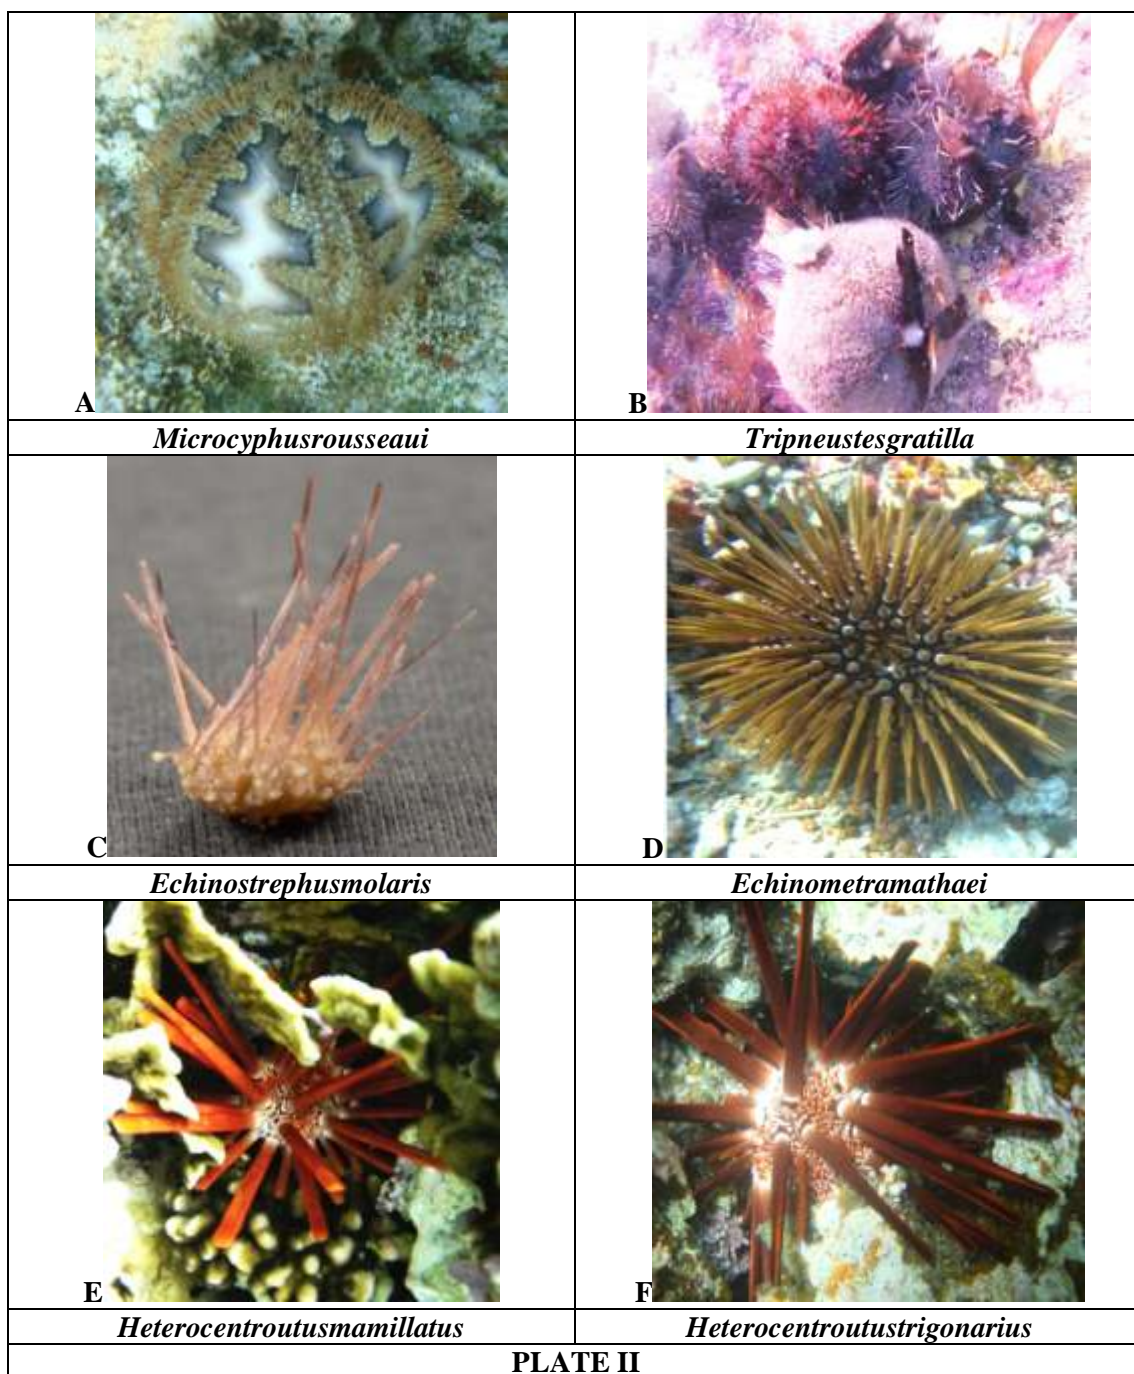 A
B
Microcyphusrousseaui
Tripneustesgratilla
C
D
Echinostrephusmolaris
Echinometramathaei
E
F
Heterocentroutusmamillatus
Heterocentroutustrigonarius
PLATE II